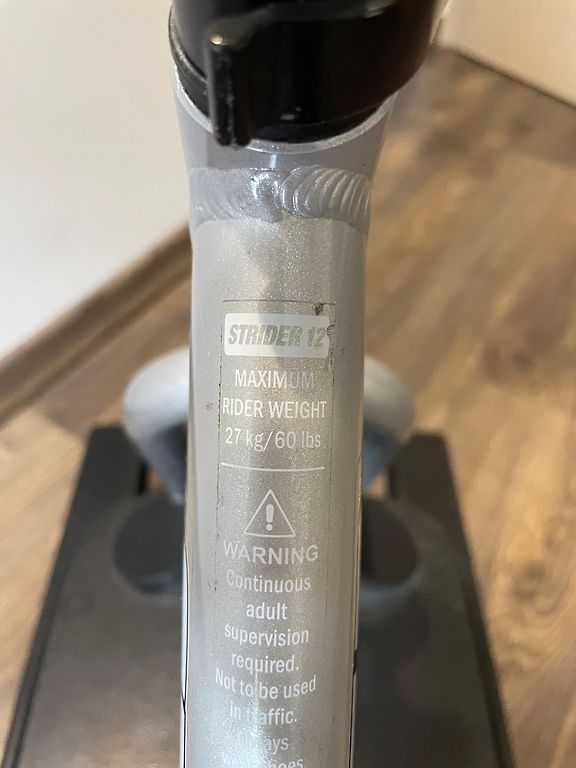 STRIDER 12
MAXIMUM
RIDER WEIGHT
27 kg/60 lbs
WARNING
Continuous
adult
supervision
required.
Not to be used
in traffic.
Always